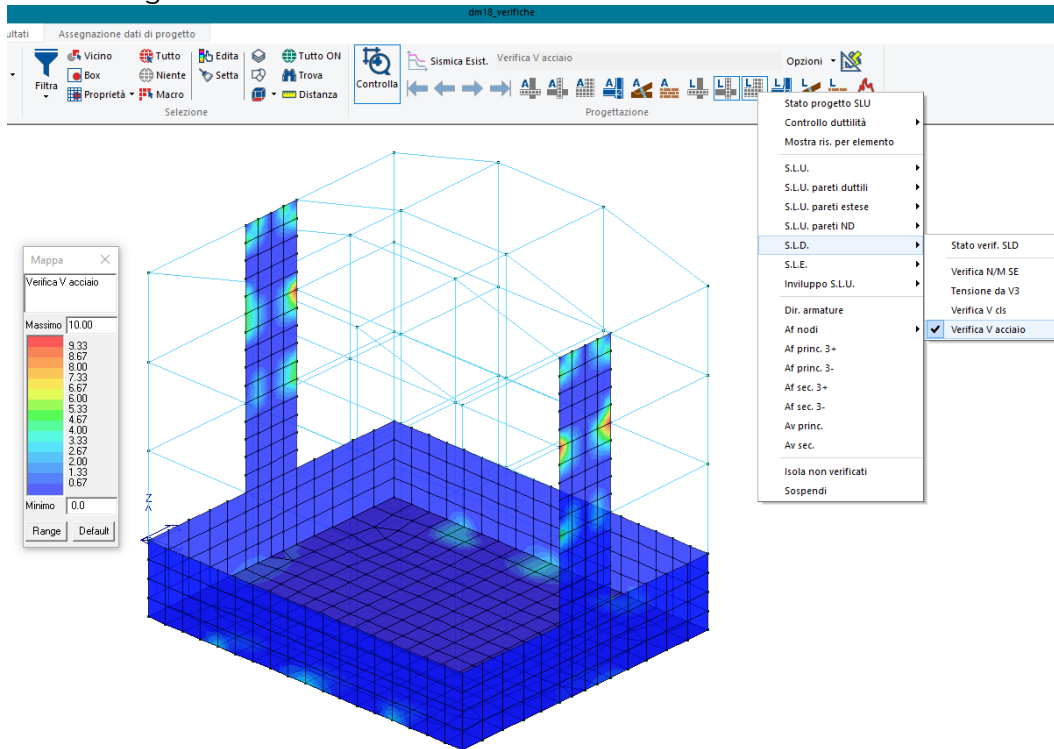 dm18_verifiche
ultati Assegnazione dati di progetto
Filtra
Vicino Tutto Edita Tutto ON
Box Niente Setta Trova
Proprietà Macro Distanza
Selezione
Controlla
Sismica Esist. Verifica V acciaio Opzioni
Progettazione
Stato progetto SLU
Controllo duttilità
Mostra ris. per elemento
S.L.U.
S.L.U. pareti duttili
S.L.U. pareti estese
S.L.U. pareti ND
S.L.D.
S.L.E.
Inviluppo S.L.U.
Dir. armature
Af nodi
Af princ. 3+
Af princ. 3-
Af sec. 3+
Af sec. 3-
Av princ.
Av sec.
Isola non verificati
Sospendi
Stato verif. SLD
Verifica N/M SE
Tensione da V3
Verifica V cls
Verifica V acciaio
Mappa
Verifica V acciaio
Massimo 10.00
9.33
8.67
8.00
7.33
6.67
6.00
5.33
4.67
4.00
3.33
2.67
2.00
1.33
0.67
Minimo 0.0
Range Default
Z